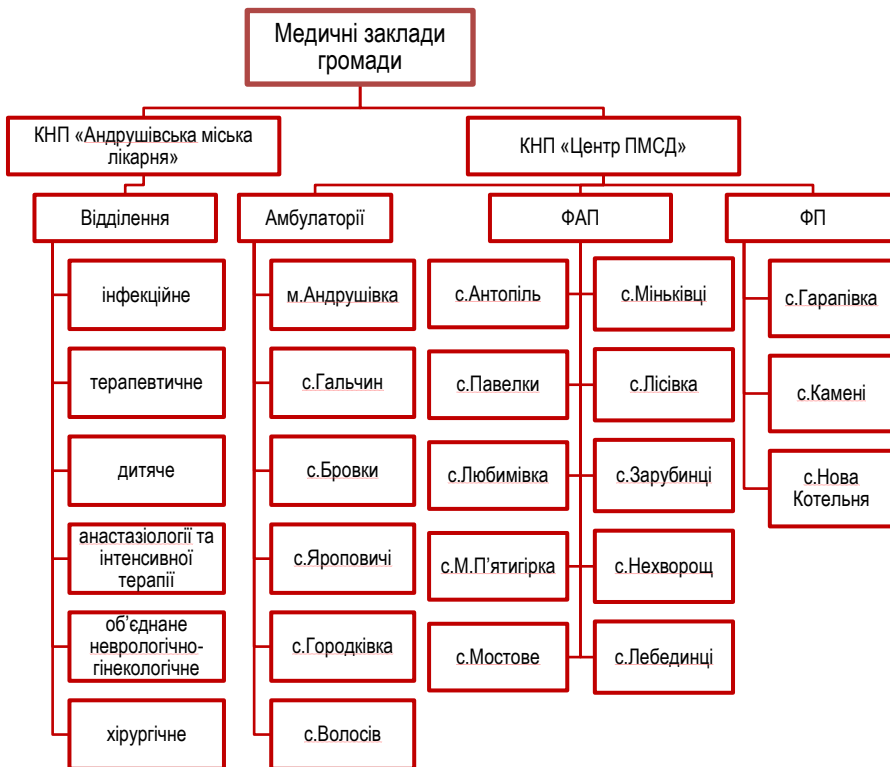 Медичні заклади
громади
КНП «Андрушівська міська
лікарня»
КНП «Центр ПМСД»
Відділення
Амбулаторії
ФАП
ФП
інфекційне
терапевтичне
дитяче
анастазіології та
інтенсивної
терапії
об’єднане
неврологічно-
гінекологічне
хірургічне
м.Андрушівка
с.Гальчин
с.Бровки
с.Яроповичі
с.Городківка
с.Волосів
с.Антопіль
с.Міньківці
с.Павелки
с.Лісівка
с.Любимівка
с.Зарубинці
с.М.П’ятигірка
с.Нехворощ
с.Мостове
с.Лебединці
с.Гарапівка
с.Камені
с.Нова
Котельня